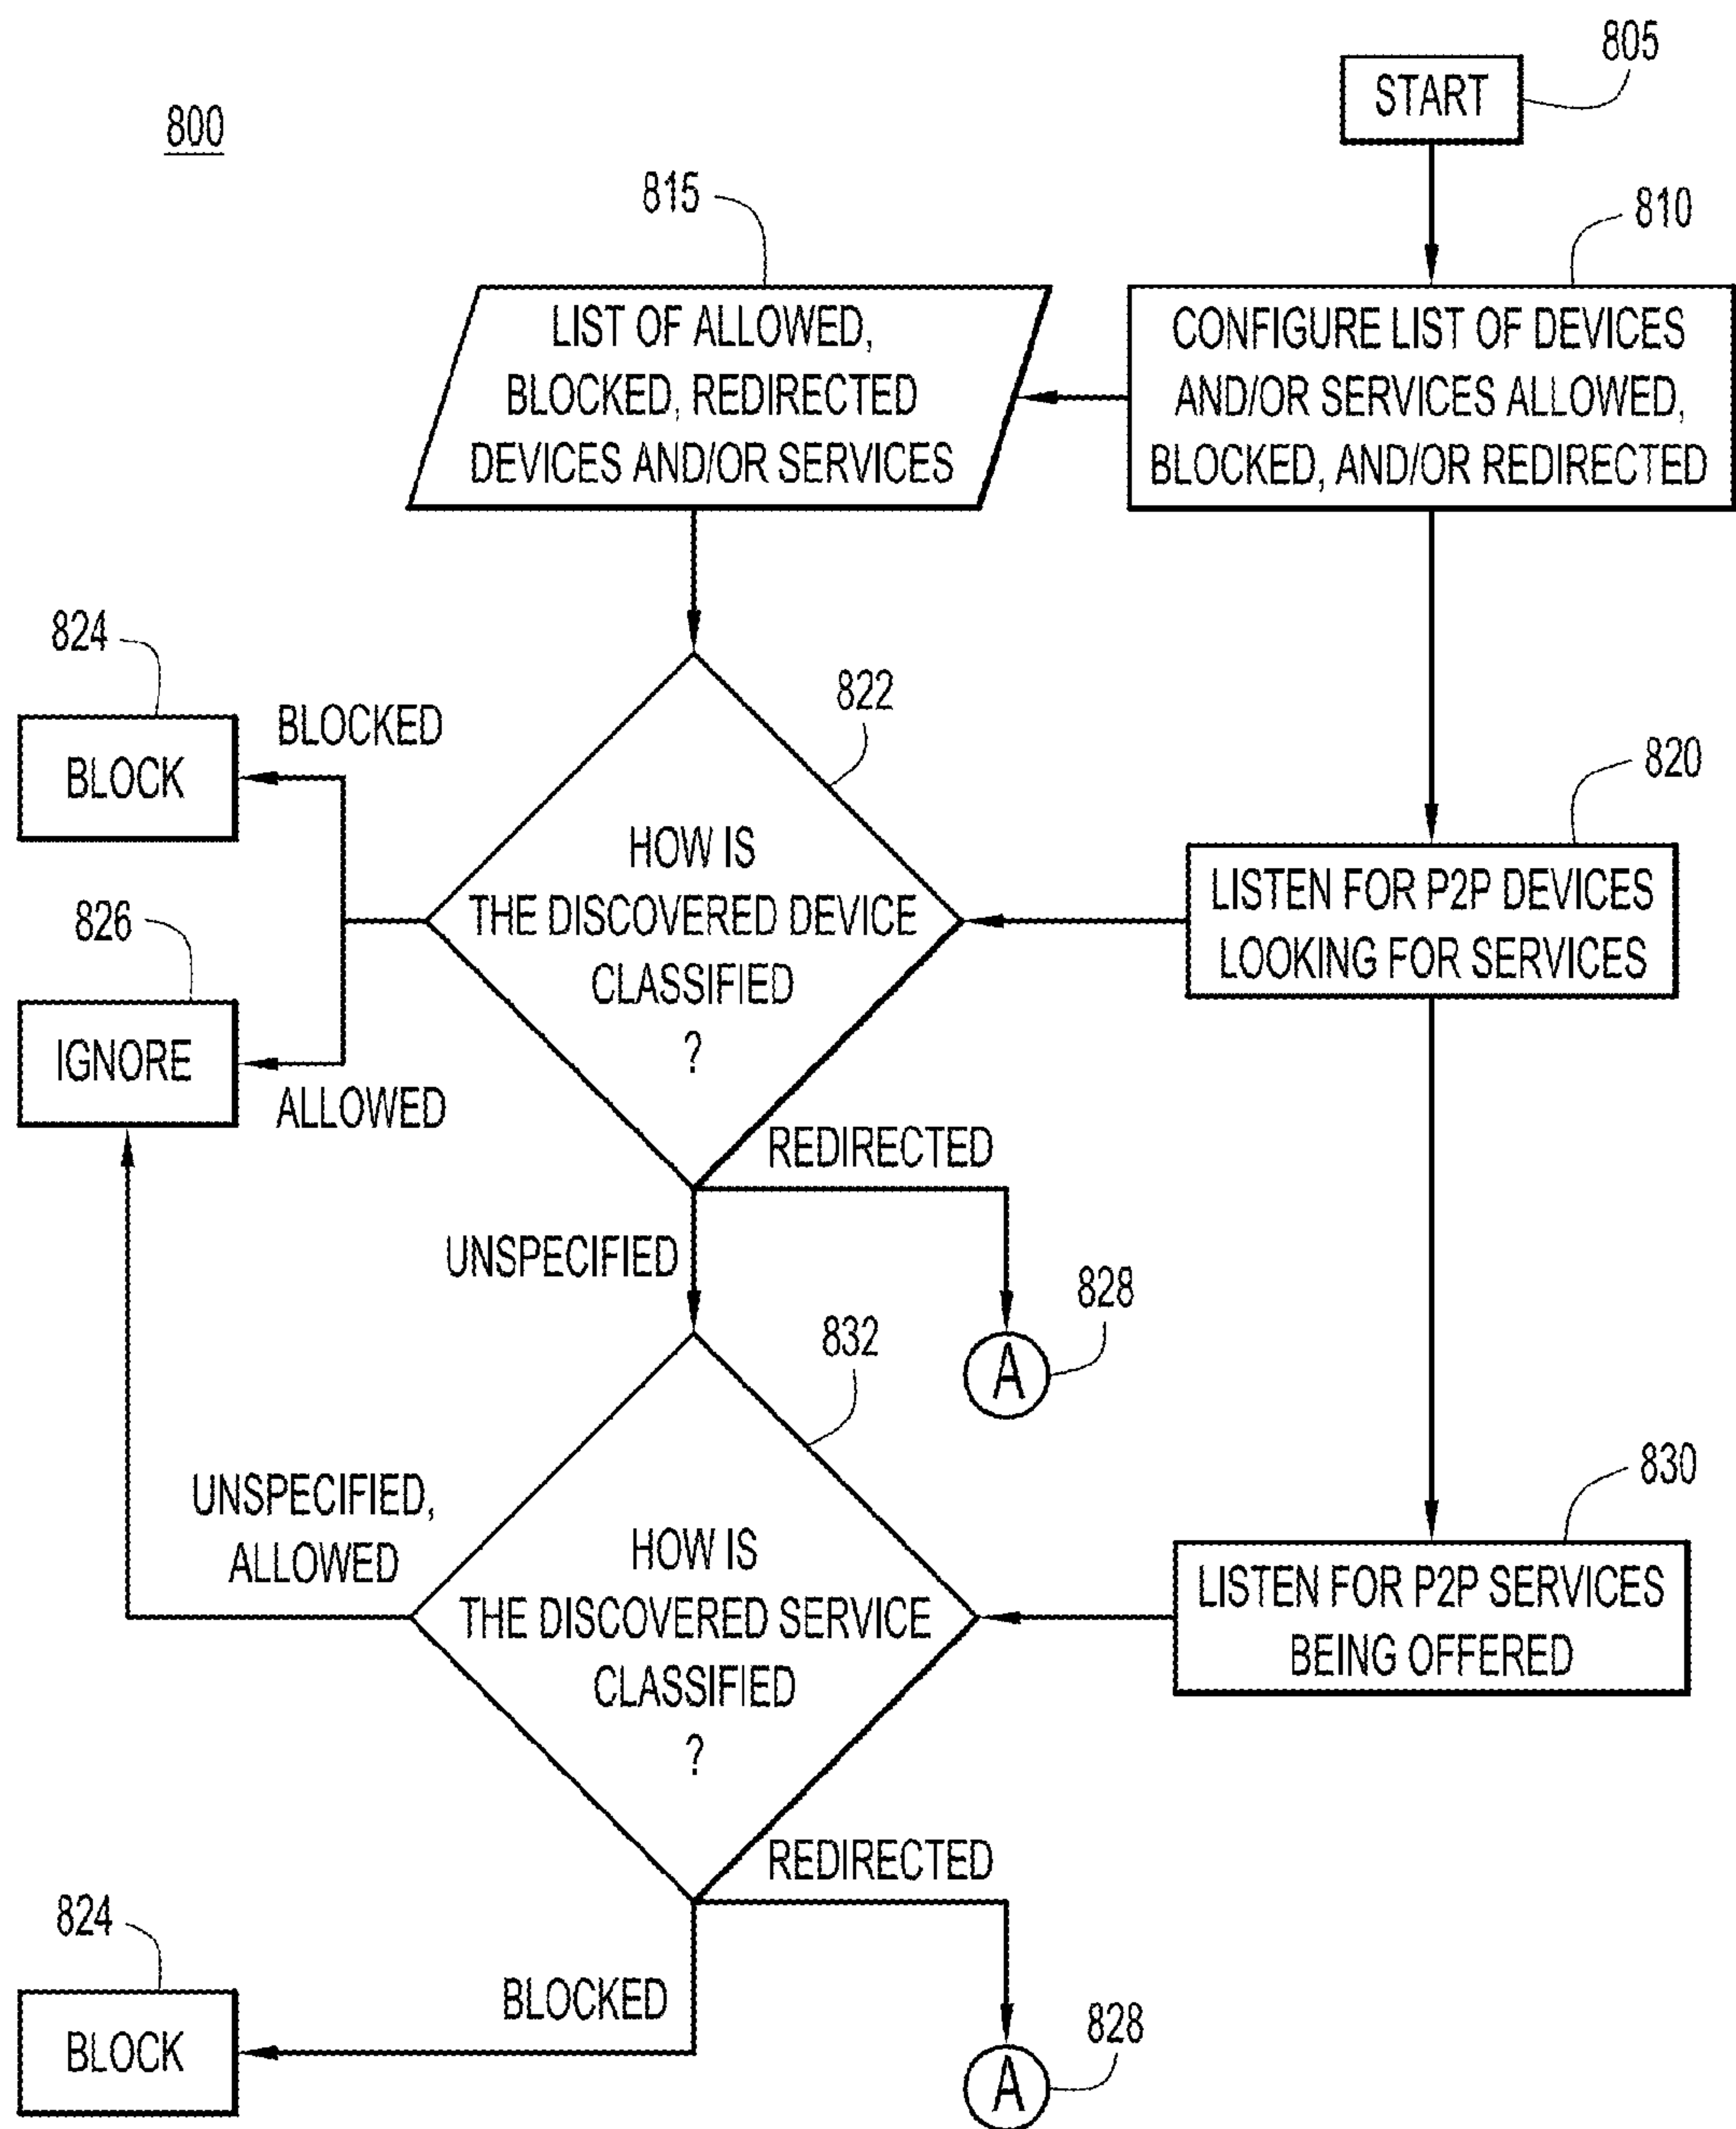 805
START
800
815
810
LIST OF ALLOWED,
BLOCKED, REDIRECTED
DEVICES AND/OR SERVICES
CONFIGURE LIST OF DEVICES
AND/OR SERVICES ALLOWED,
BLOCKED, AND/OR REDIRECTED
824
BLOCKED
BLOCK
822
820
HOW IS
THE DISCOVERED DEVICE
CLASSIFIED
?
LISTEN FOR P2P DEVICES
LOOKING FOR SERVICES
826
IGNORE
ALLOWED
REDIRECTED
UNSPECIFIED
828
A
832
830
UNSPECIFIED,
ALLOWED
HOW IS
THE DISCOVERED SERVICE
CLASSIFIED
?
LISTEN FOR P2P SERVICES
BEING OFFERED
REDIRECTED
824
BLOCKED
BLOCK
828
A